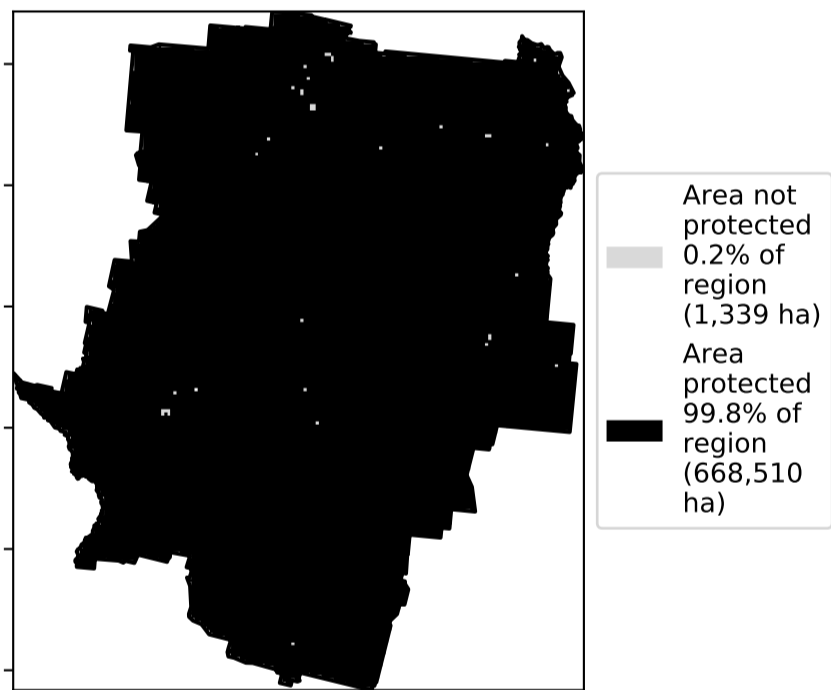 Area not
protected
0.2% of
region
(1,339 ha)
Area
protected
99.8% of
region
(668,510
ha)